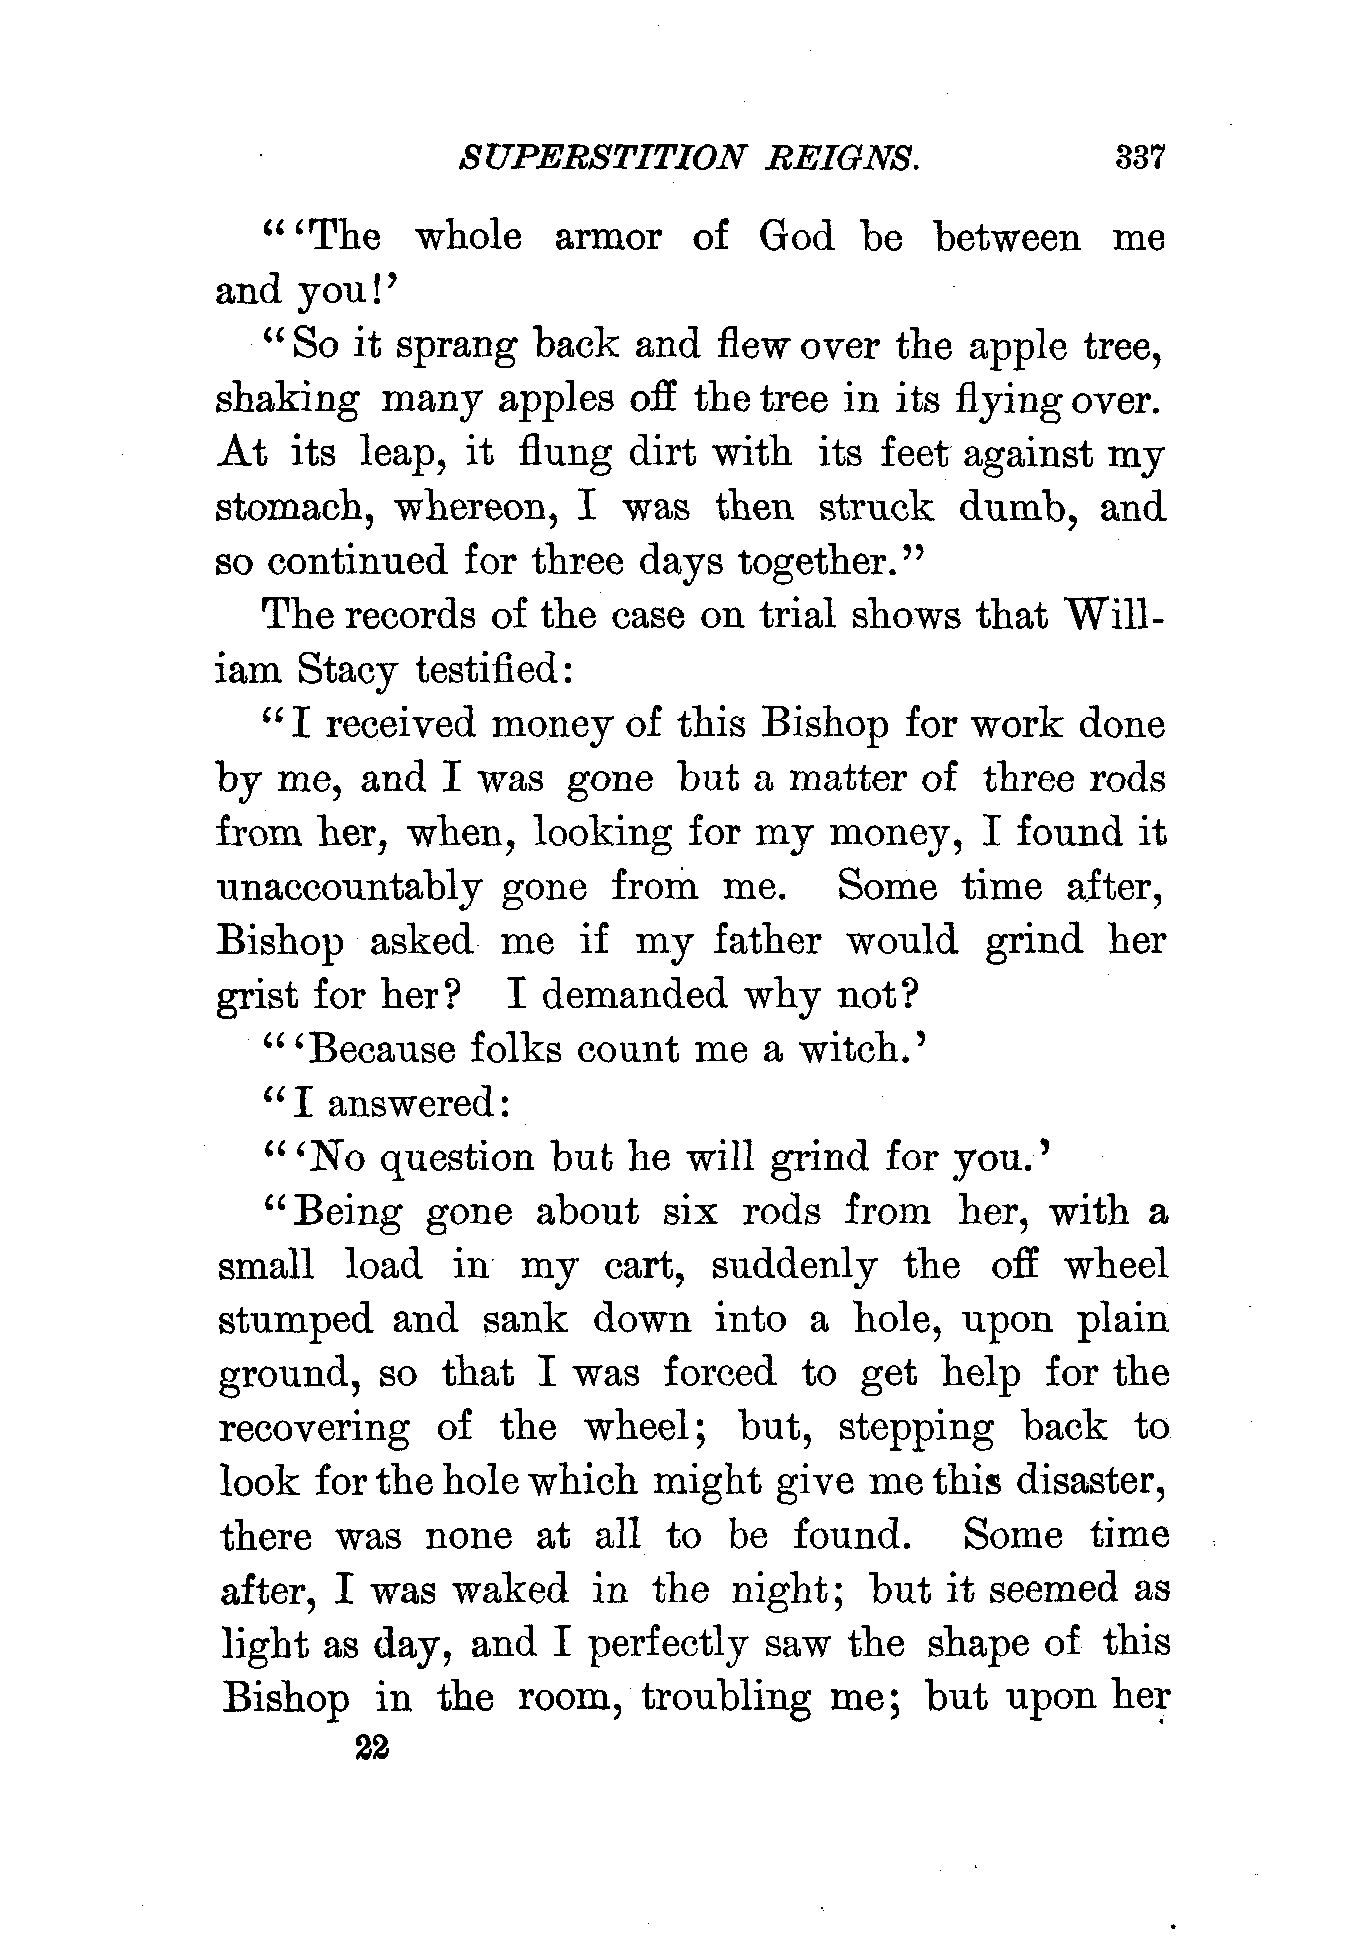 SUPERSTITION REIGNS. 337
"'The whole armor of God be between me
and you!'
"So it sprang back and flew over the apple tree,
shaking many apples off the tree in its flying over.
At its leap, it flung dirt with its feet against my
stomach, whereon, I was then struck dumb, and
so continued for three days together."
The records of the case on trial shows that Will-
iam Stacy testified:
"I received money of this Bishop for work done
by me, and I was gone but a matter of three rods
from her, when, looking for my money, I found it
unaccountably gone from me. Some time after,
Bishop asked me if my father would grind her
grist for her? I demanded why not?
"'Because folks count me a witch.'
"I answered:
"'No question but he will grind for you.'
"Being gone about six rods from her, with a
small load in my cart, suddenly the off wheel
stumped and sank down into a hole, upon plain
ground, so that I was forced to get help for the
recovering of the wheel; but, stepping back to
look for the hole which might give me this disaster,
there was none at all to be found. Some time
after, I was waked in the night; but it seemed as
light as day, and I perfectly saw the shape of this
Bishop in the room, troubling me; but upon her
22